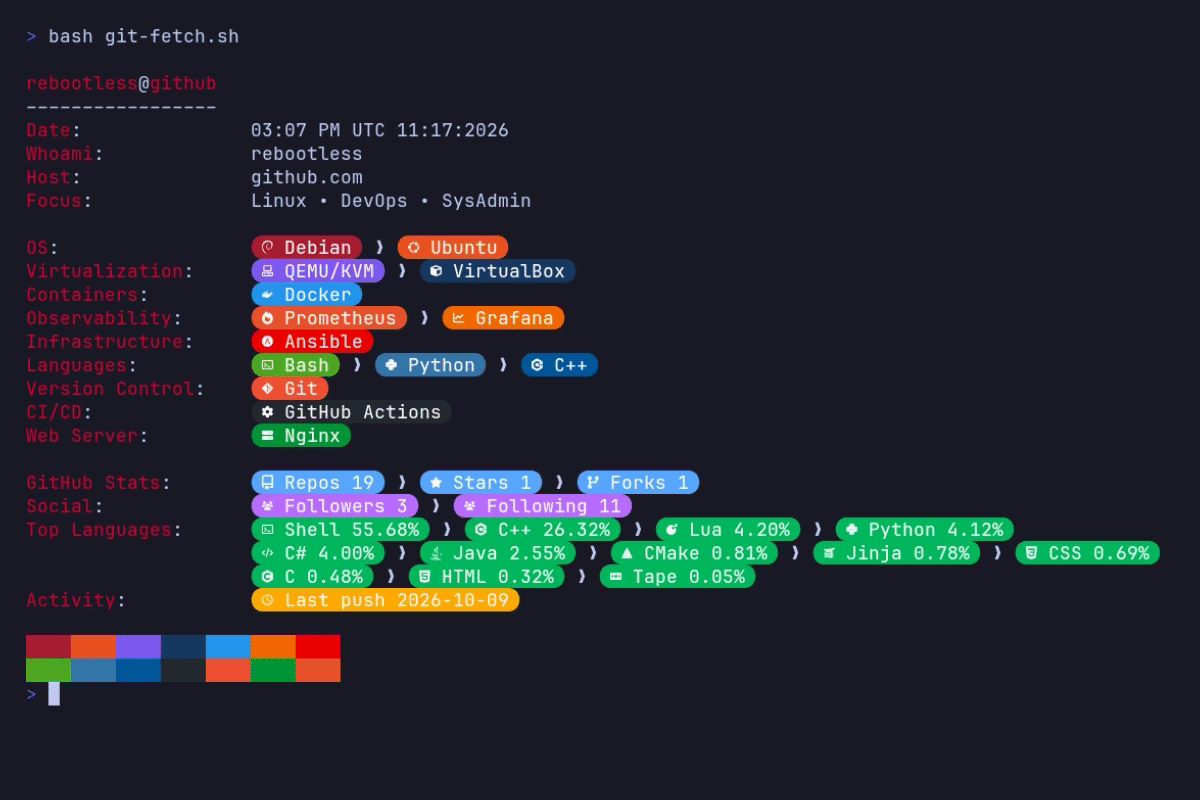 > bash git-fetch.sh
rebootless@github
-----------------
Date: 03:07 PM UTC 11:17:2026
Whoami: rebootless
Host: github.com
Focus: Linux • DevOps • SysAdmin
OS: Debian ❫ Ubuntu
Virtualization: QEMU/KVM ❫ VirtualBox
Containers: Docker
Observability: Prometheus ❫ Grafana
Infrastructure: Ansible
Languages: Bash ❫ Python ❫ C++
Version Control: Git
CI/CD: GitHub Actions
Web Server: Nginx
GitHub Stats: Repos 19 ❫ Stars 1 ❫ Forks 1
Social: Followers 3 ❫ Following 11
Top Languages: Shell 55.68% ❫ C++ 26.32% ❫ Lua 4.20% ❫ Python 4.12%
C# 4.00% ❫ Java 2.55% ❫ CMake 0.81% ❫ Jinja 0.78% ❫ CSS 0.69%
C 0.48% ❫ HTML 0.32% ❫ Tape 0.05%
Activity: Last push 2026-10-09
>